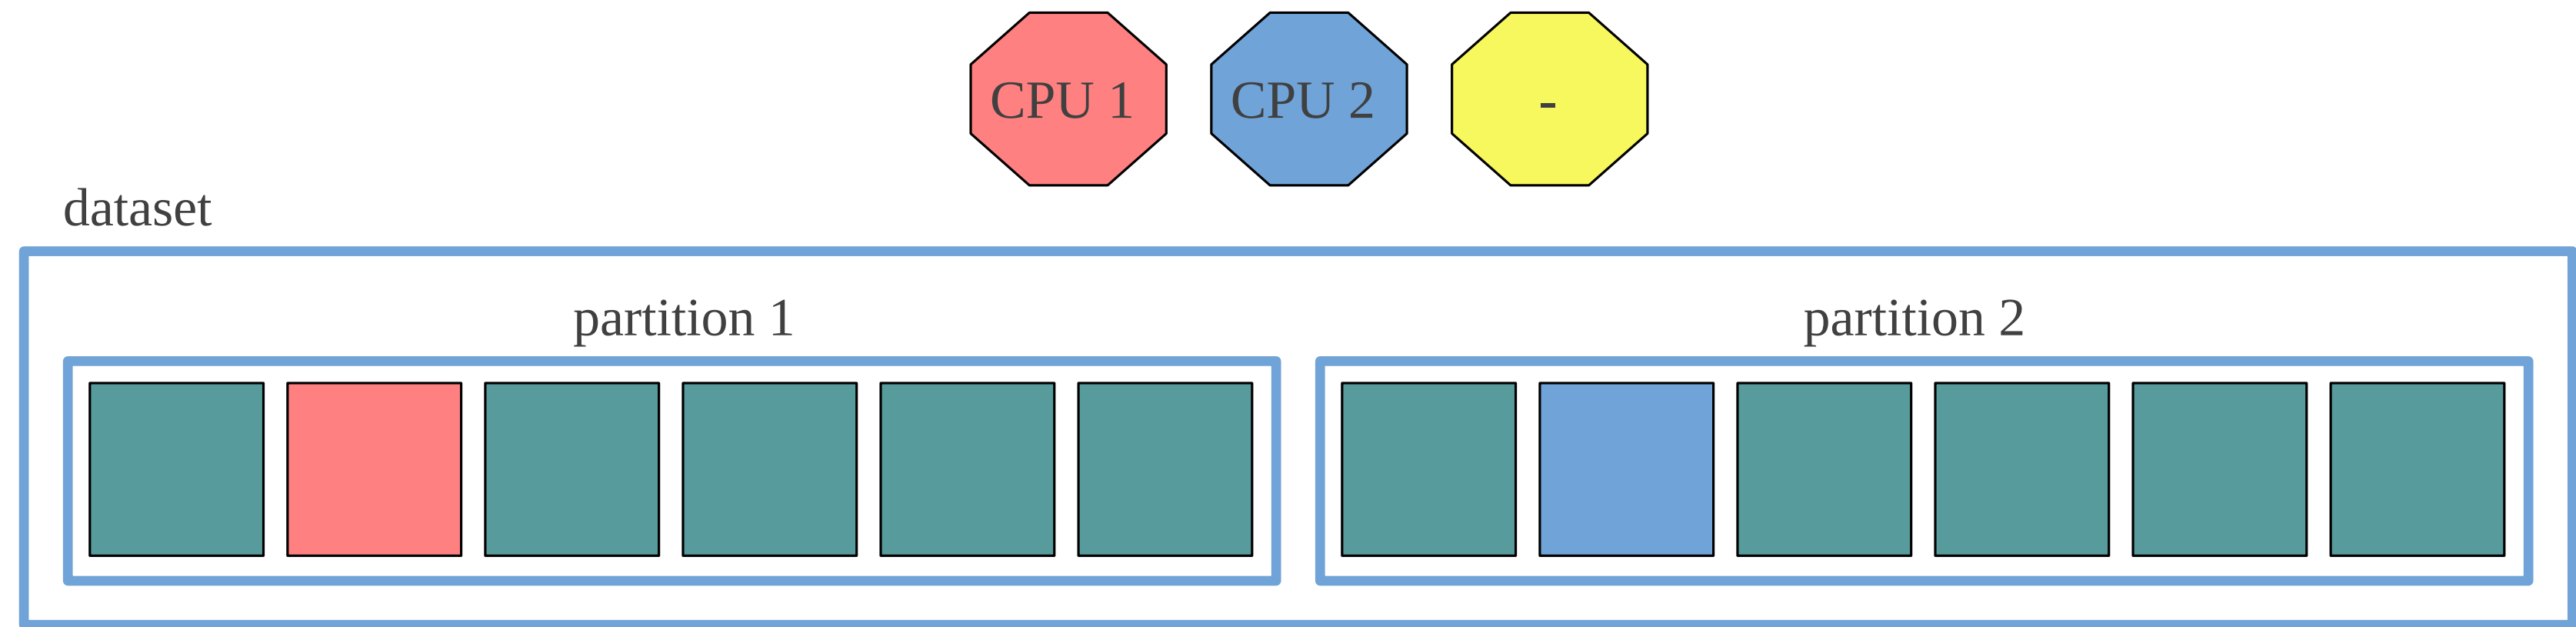 CPU 1
CPU 2
-
dataset
partition 1
partition 2